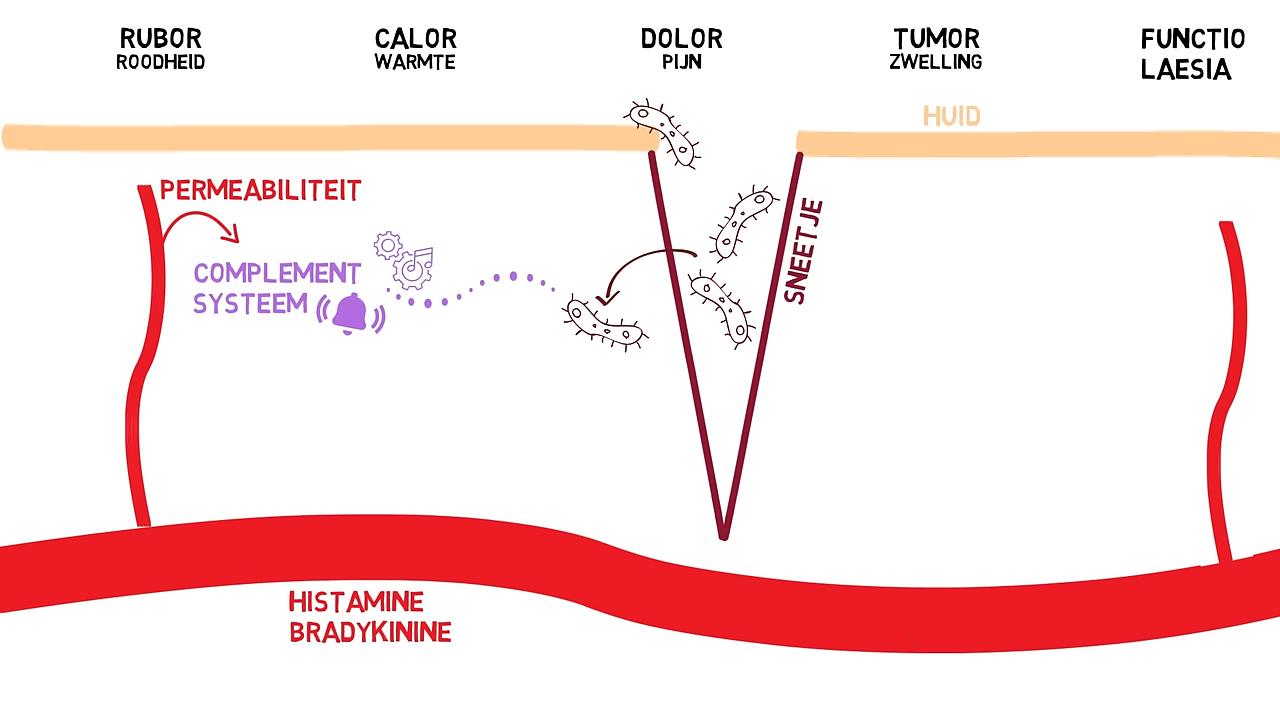 RUBOR
ROODHEID
CALOR
WARMTE
DOLOR
PIJN
TUMOR
ZWELLING
FUNCTIO
LAESIA
HUID
PERMEABILITEIT
COMPLEMENT
SYSTEEM
SNEETJE
HISTAMINE
BRADYKININE